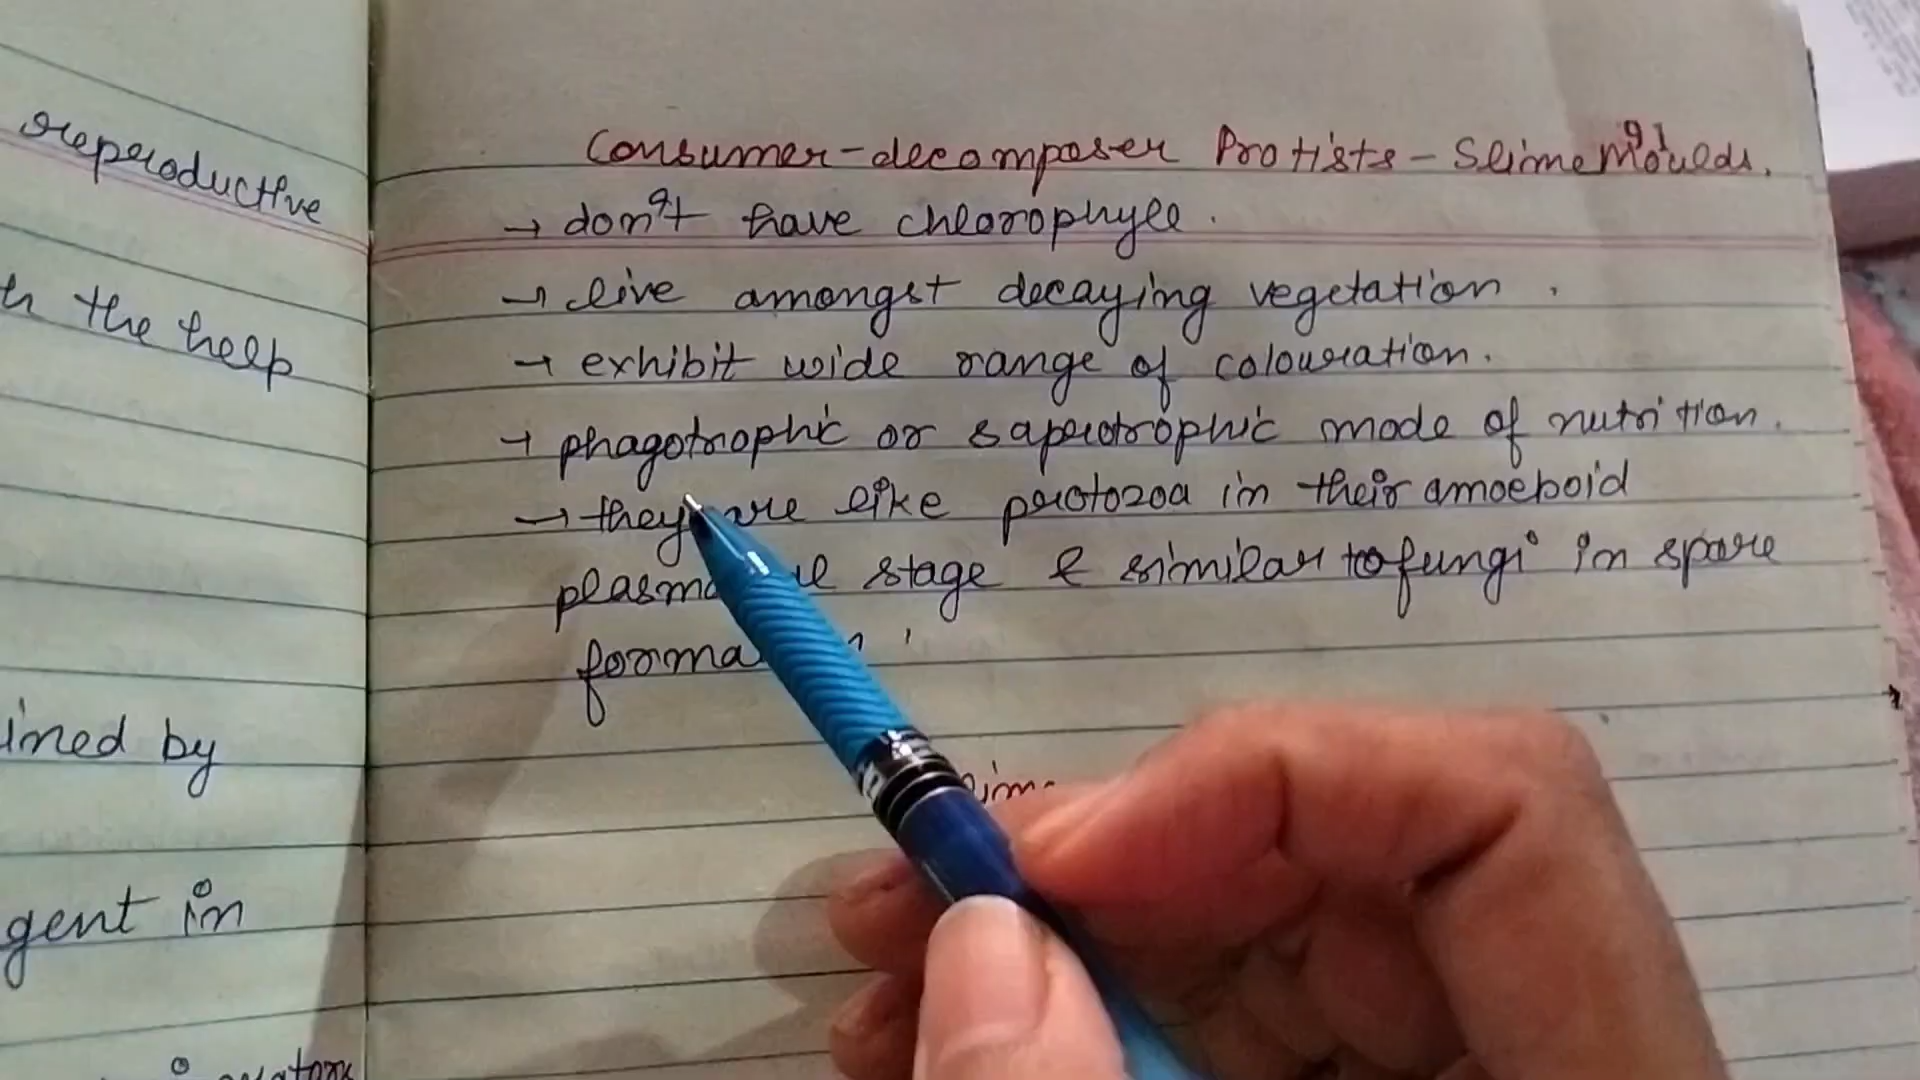 reproductive
the help
by
gent in
Consumer-decomposer Protists - Slime Moulds.
→ don't have chlorophyll.
→ live amongst decaying vegetation.
→ exhibit wide range of colouration.
→ phagotrophic or saprotrophic mode of nutrition.
→ they are like protozoa in their amoeboid
stage & similar to fungi in spore